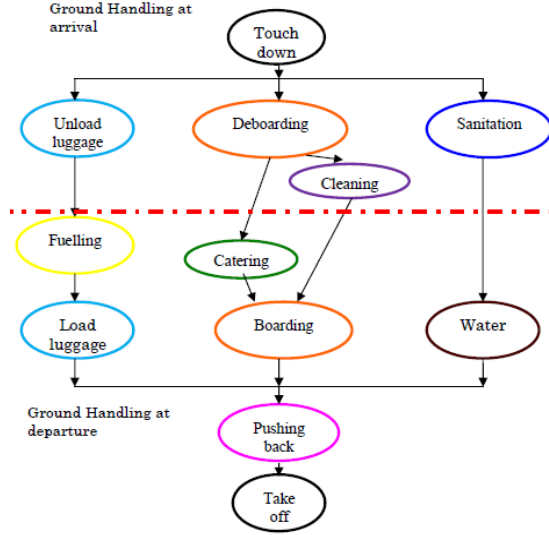 Ground Handling at
arrival
Touch
down
Unload
luggage
Deboarding
Sanitation
Cleaning
Fuelling
Catering
Load
luggage
Boarding
Water
Ground Handling at
departure
Pushing
back
Take
off